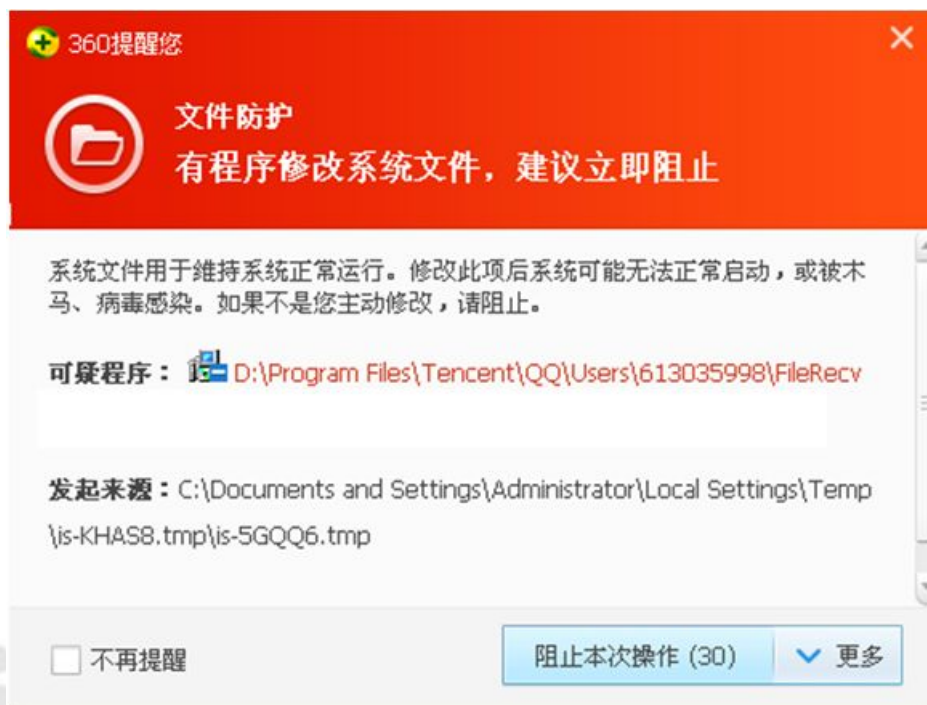 360提醒您
文件防护
有程序修改系统文件，建议立即阻止
系统文件用于维持系统正常运行。修改此项后系统可能无法正常启动，或被木
马、病毒感染。如果不是您主动修改，请阻止。
可疑程序： D:\Program Files\Tencent\QQ\Users\613035998\FileRecv
发起来源：C:\Documents and Settings\Administrator\Local Settings\Temp
\is-KHAS8.tmp\is-5GQQ6.tmp
不再提醒
阻止本次操作 (30)
更多